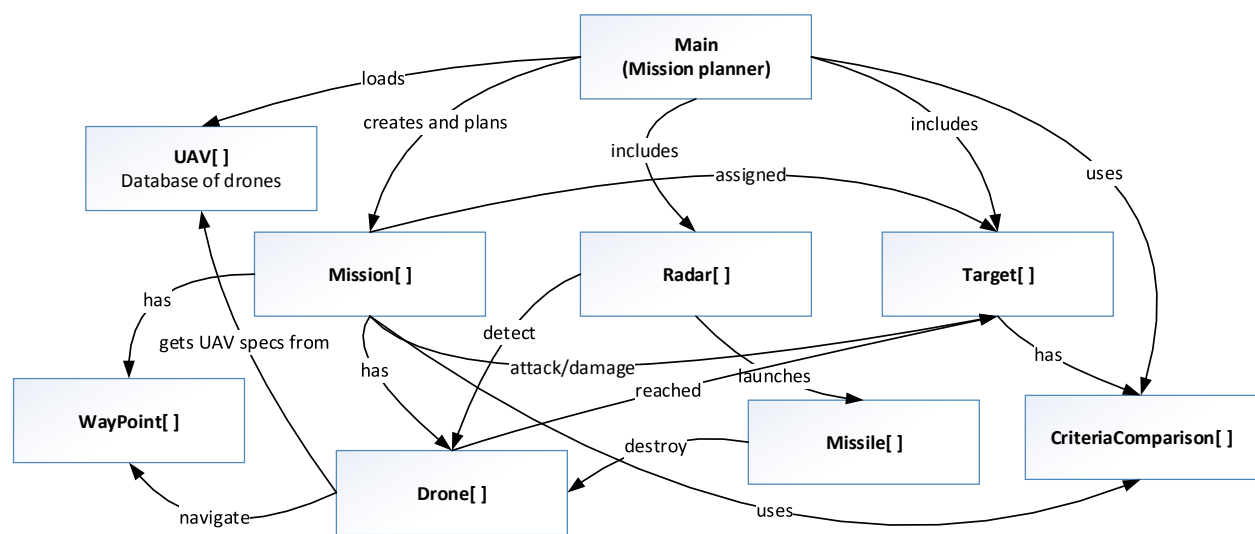 Main
(Mission planner)
loads
creates and plans
includes
includes
uses
UAV[ ]
Database of drones
assigned
Mission[ ]
Radar[ ]
Target[ ]
has
gets UAV specs from
detect
has
attack/damage
has
launches
reached
WayPoint[ ]
Missile[ ]
CriteriaComparison[ ]
destroy
Drone[ ]
navigate
uses